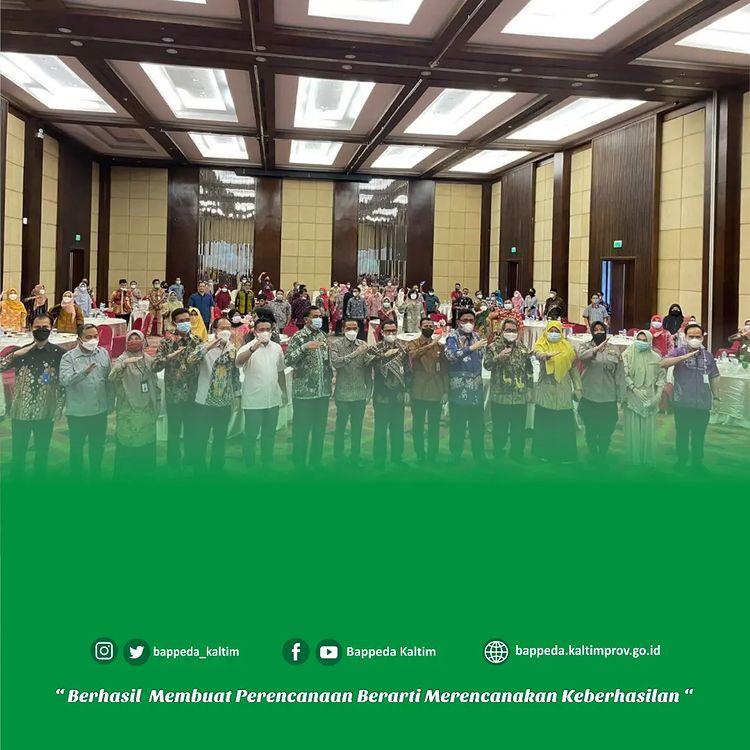 bappeda_kaltim
Bappeda Kaltim
bappeda.kaltimprov.go.id
“ Berhasil Membuat Perencanaan Berarti Merencanakan Keberhasilan “